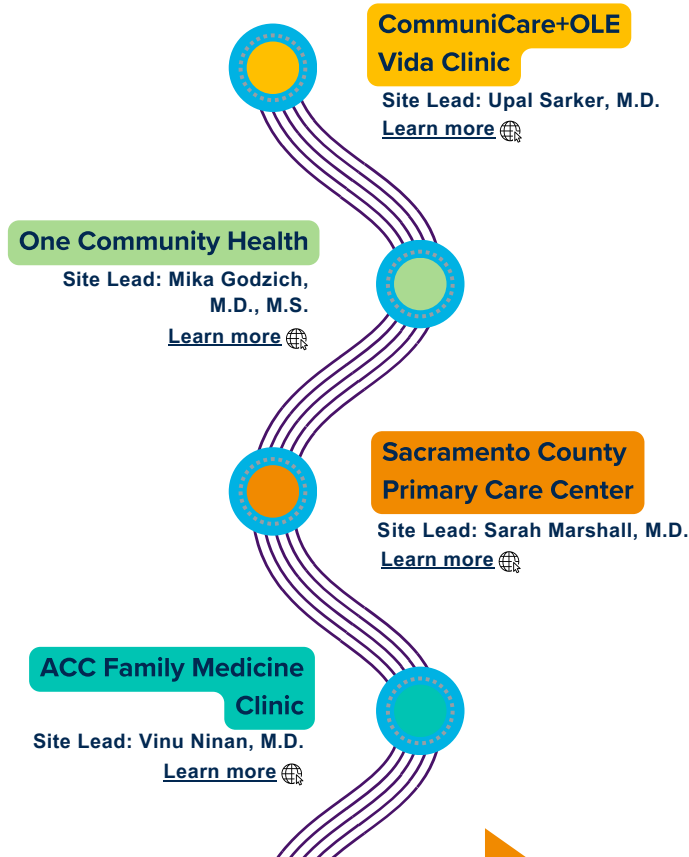 CommuniCare+OLE
Vida Clinic
Site Lead: Upal Sarker, M.D.
Learn more
One Community Health
Site Lead: Mika Godzich,
M.D., M.S.
Learn more
Sacramento County
Primary Care Center
Site Lead: Sarah Marshall, M.D.
Learn more
ACC Family Medicine
Clinic
Site Lead: Vinu Ninan, M.D.
Learn more